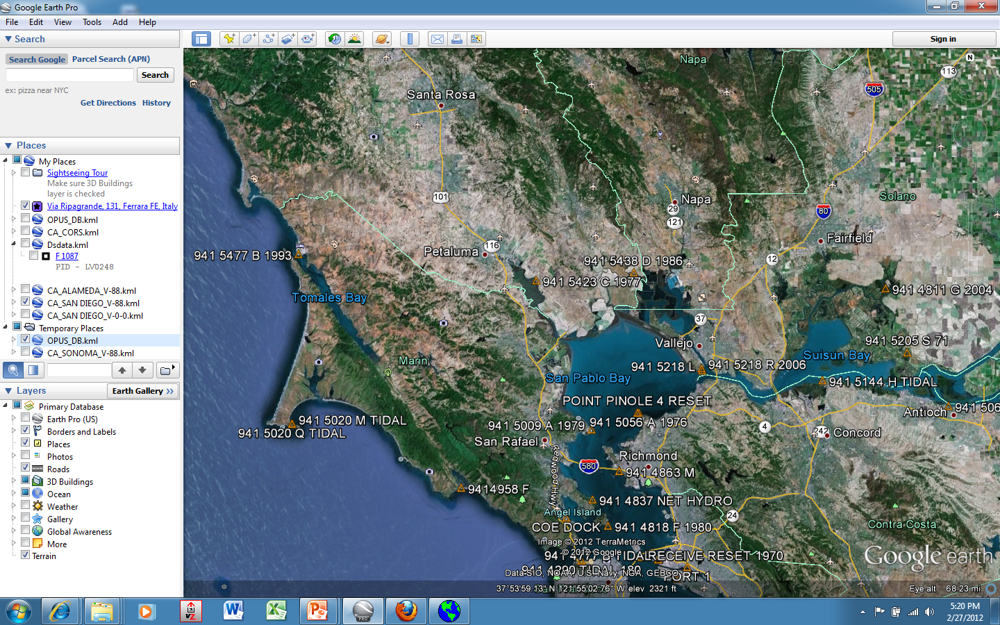 Google Earth Pro
File Edit View Tools Add Help
Search
Search Google Parcel Search (APN)
Search
ex: pizza near NYC
Get Directions History
Places
My Places
Sightseeing Tour
Make sure 3D Buildings
layer is checked
Via Ripagrande, 131, Ferrara FE, Italy
OPUS_DB.kml
CA_CORS.kml
Dsdata.kml
F 1087
PID - LV0248
CA_ALAMEDA_V-88.kml
CA_SAN DIEGO_V-88.kml
CA_SAN DIEGO_V-0-0.kml
Temporary Places
OPUS_DB.kml
CA_SONOMA_V-88.kml
Layers
Earth Gallery >>
Primary Database
Earth Pro (US)
Borders and Labels
Places
Photos
Roads
3D Buildings
Ocean
Weather
Gallery
Global Awareness
More
Terrain
Sign in
N
Napa
113
505
Santa Rosa
101
Napa
29
121
Solano
80
Fairfield
Petaluma
116
12
941 5477 B 1993
941 5438 D 1986
941 5423 C 1977
941 4811 G 2004
Tomales Bay
37
Vallejo
941 5205 S 71
Suisun Bay
Marin
941 5218 L
941 5218 R 2006
San Pablo Bay
941 5144 H TIDAL
POINT PINOLE 4 RESET
Antioch
941 506
941 5020 M TIDAL
941 5020 Q TIDAL
941 5009 A 1979
941 5056 A 1976
4
242
Concord
San Rafael
Redwood Hwy
Richmond
580
941 4863 M
9414958 F
941 4837 NET HYDRO
Angel Island
24
Contra Costa
COE DOCK
941 4818 F 1980
Image © 2012 TerraMetrics
© 2012 Google
941 4777 B TIDAL
RECEIVE RESET 1970
941 4290 TIDAL 180
Data SIO, NOAA, U.S. Navy, NGA, GEBCO
PORT 1
Google earth
37°53'59.13" N 121°55'02.76" W elev 2321 ft
Eye alt 68.23 mi
PRO
5:20 PM
2/27/2012